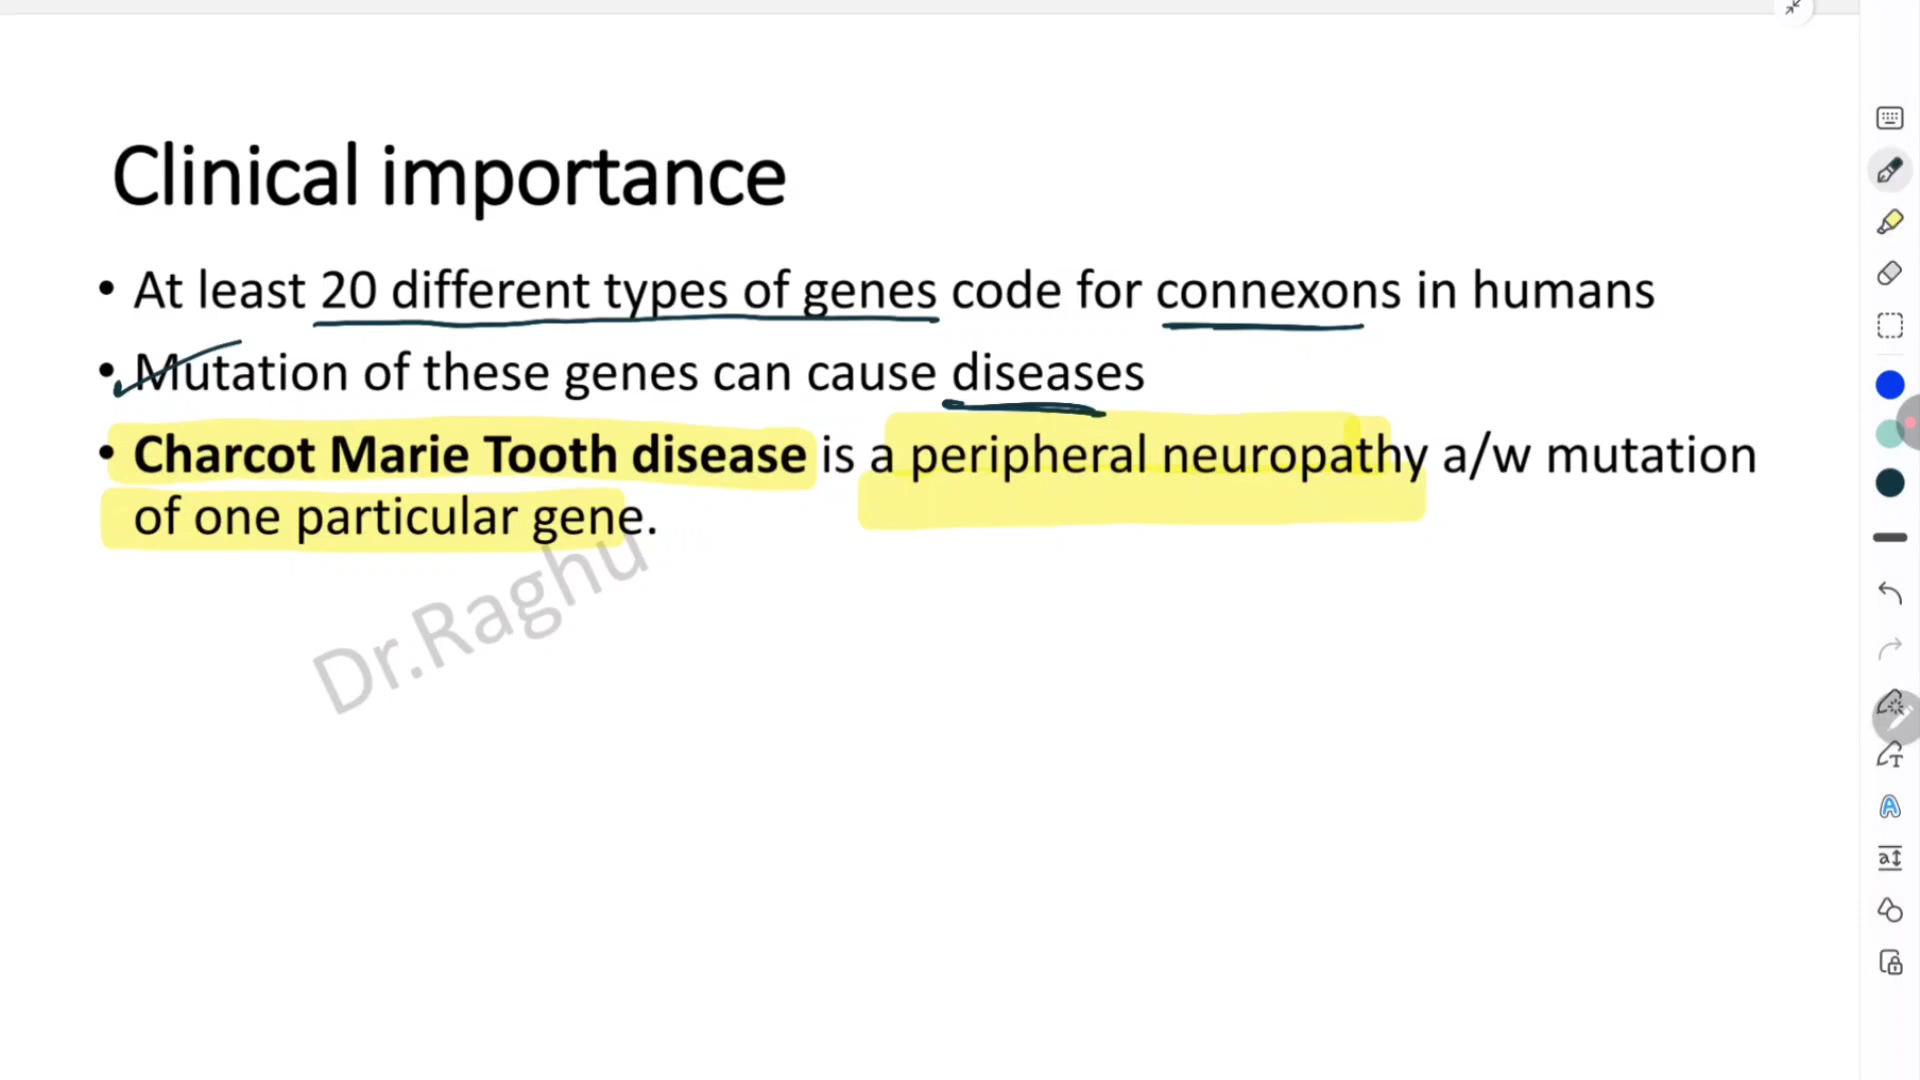 Clinical importance
• At least 20 different types of genes code for connexons in humans
• Mutation of these genes can cause diseases
• Charcot Marie Tooth disease is a peripheral neuropathy a/w mutation
of one particular gene.
Dr.Raghu